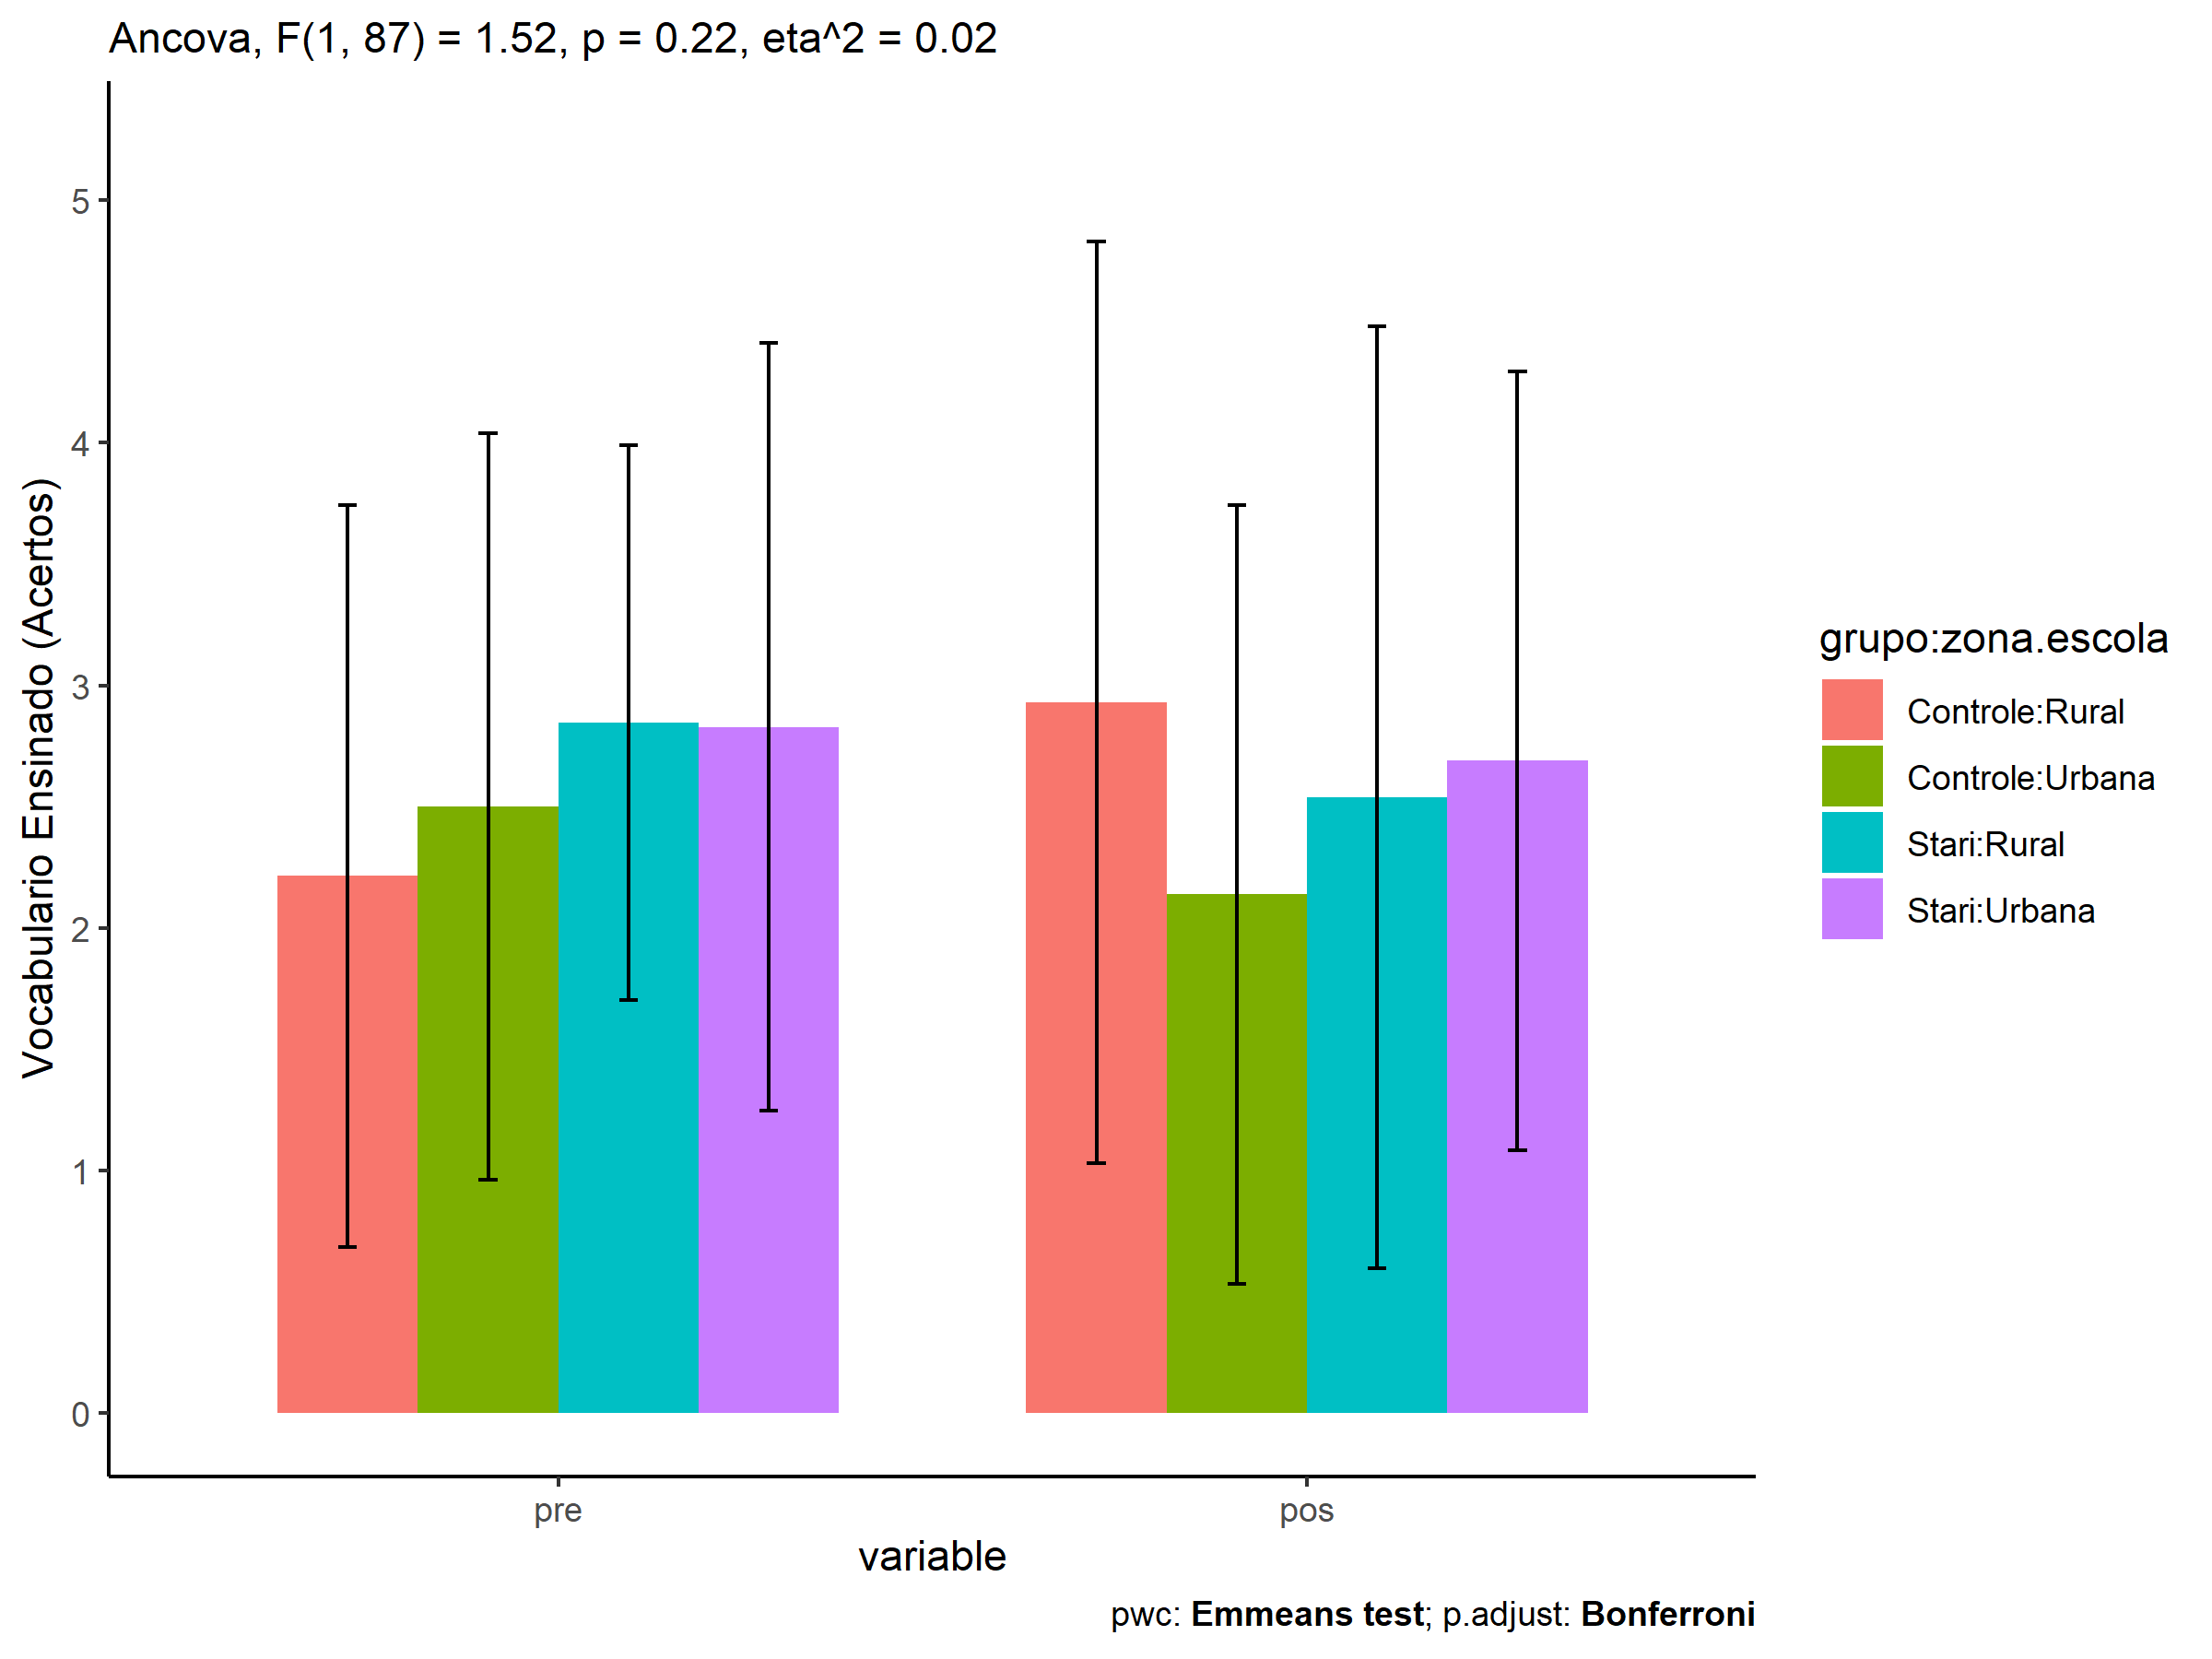 Ancova, F(1, 87) = 1.52, p = 0.22, eta^2 = 0.02
Vocabulario Ensinado (Acertos)
5
4
3
2
1
0
pre
pos
variable
grupo:zona.escola
Controle:Rural
Controle:Urbana
Stari:Rural
Stari:Urbana
pwc: Emmeans test; p.adjust: Bonferroni